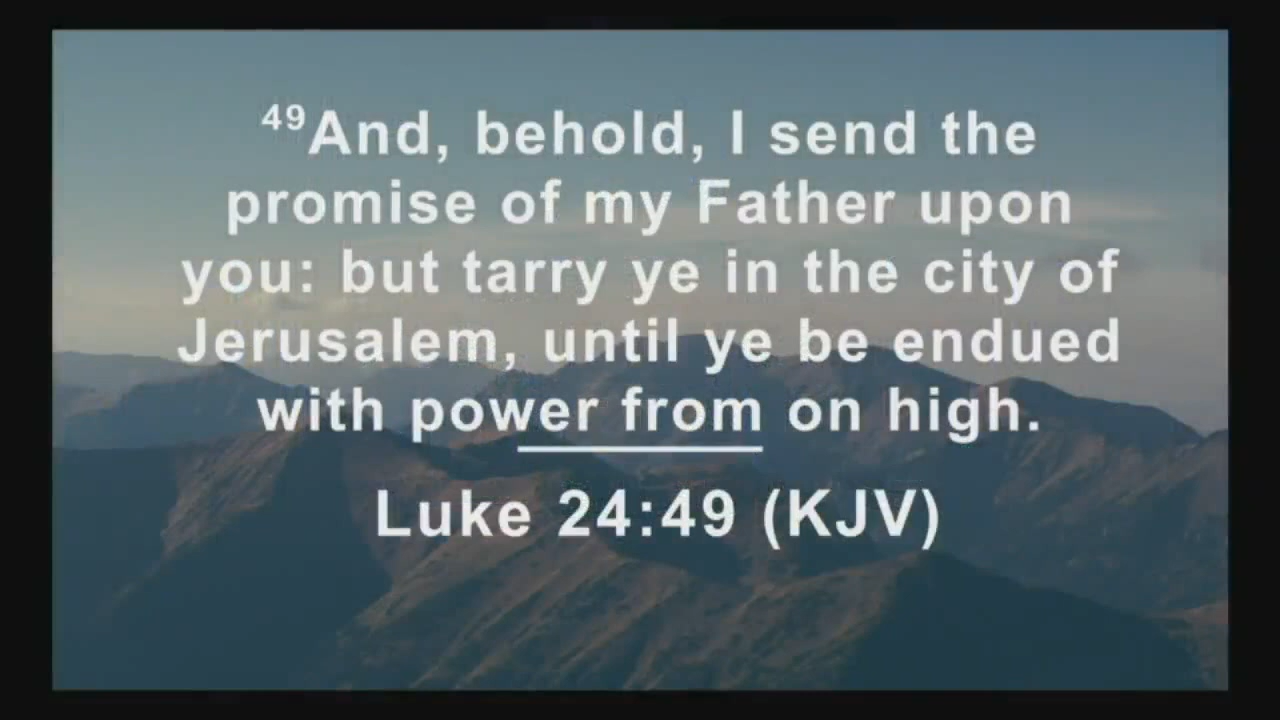 49And, behold, I send the
promise of my Father upon
you: but tarry ye in the city of
Jerusalem, until ye be endued
with power from on high.
Luke 24:49 (KJV)